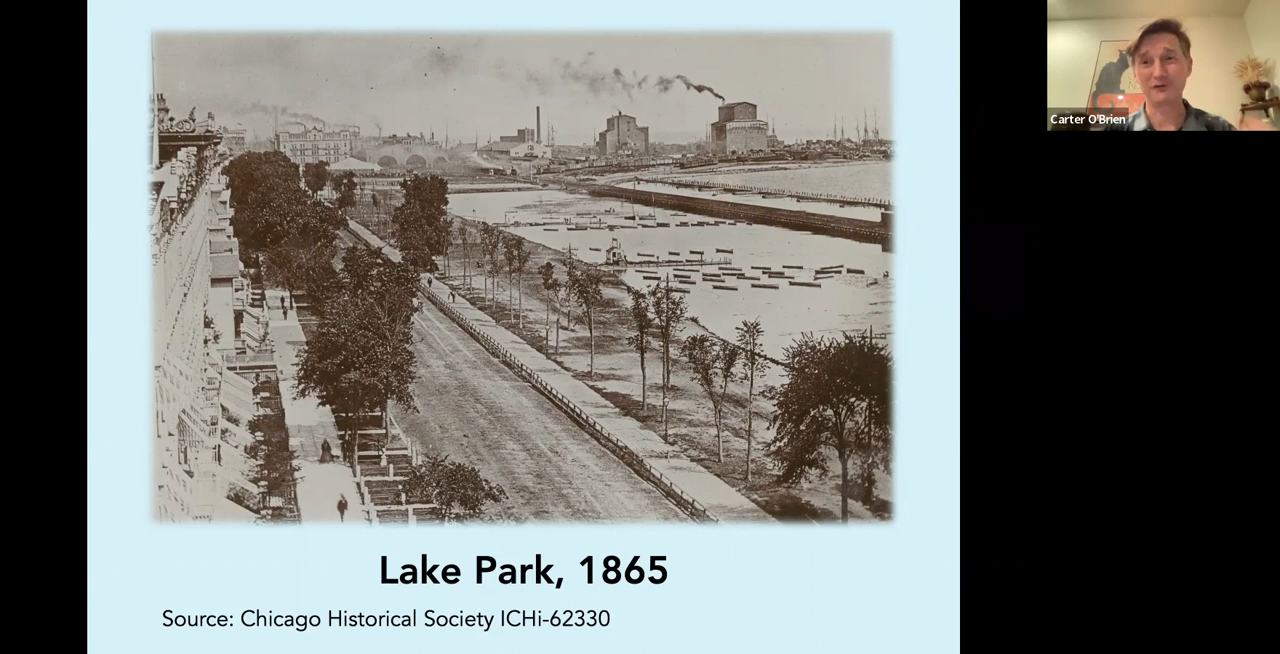 Carter O'Brien
Lake Park, 1865
Source: Chicago Historical Society ICHi-62330